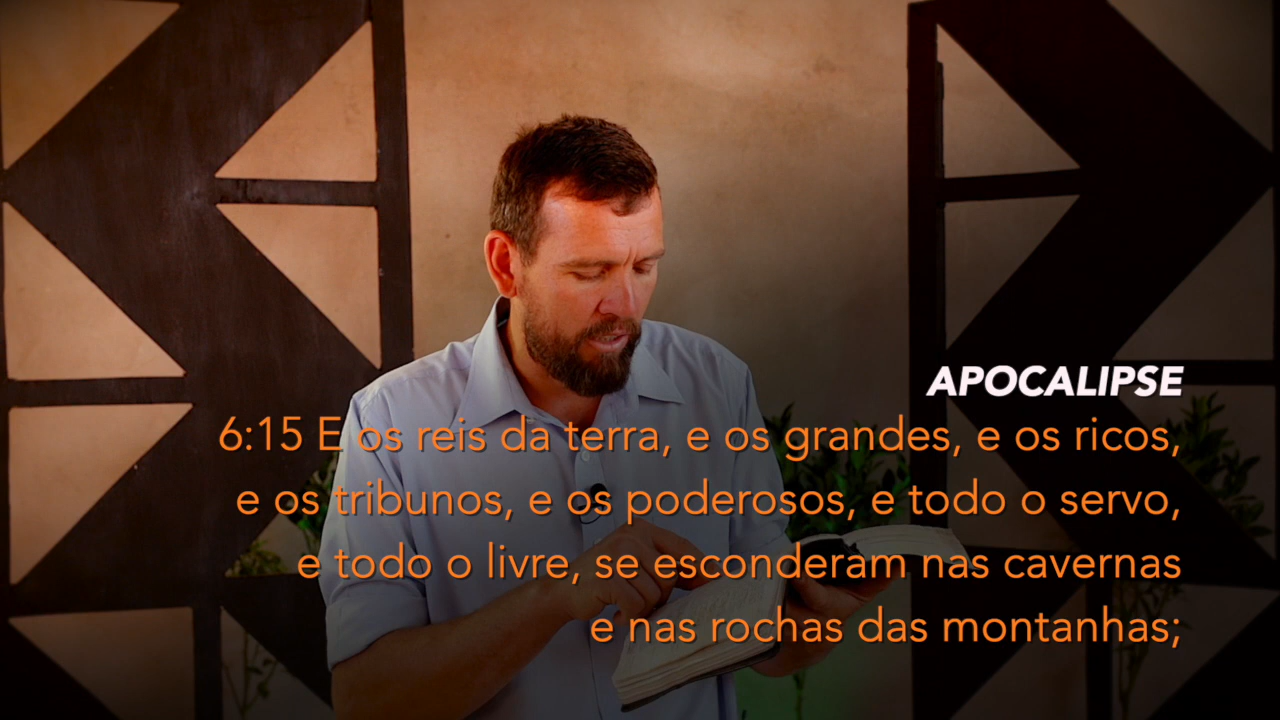 APOCALIPSE
6:15 E os reis da terra, e os grandes, e os ricos,
e os tribunos, e os poderosos, e todo o servo,
e todo o livre, se esconderam nas cavernas
e nas rochas das montanhas;